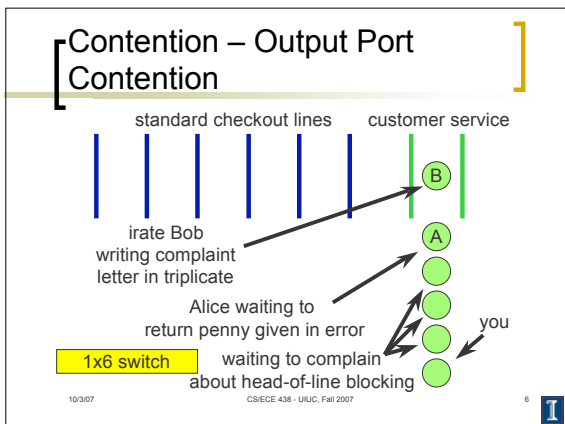 Contention – Output Port
Contention
standard checkout lines
customer service
B
irate Bob
writing complaint
letter in triplicate
A
Alice waiting to
return penny given in error
you
1x6 switch
waiting to complain
about head-of-line blocking
10/3/07
CS/ECE 438 - UIUC, Fall 2007
6
I